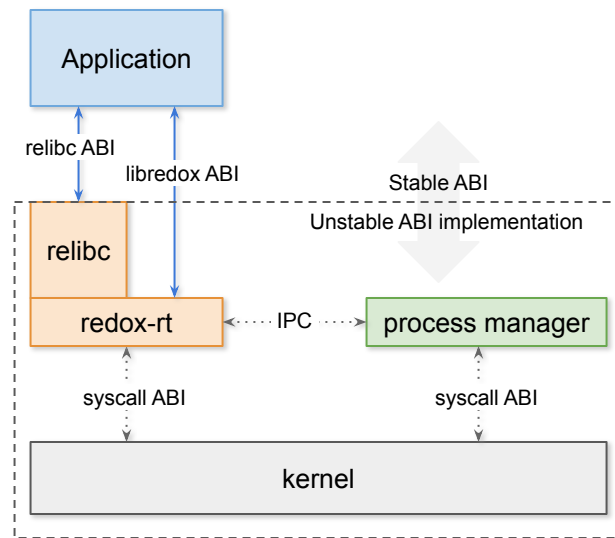 Application
relibc ABI
libredox ABI
Stable ABI
Unstable ABI implementation
relibc
redox-rt
IPC
process manager
syscall ABI
syscall ABI
kernel